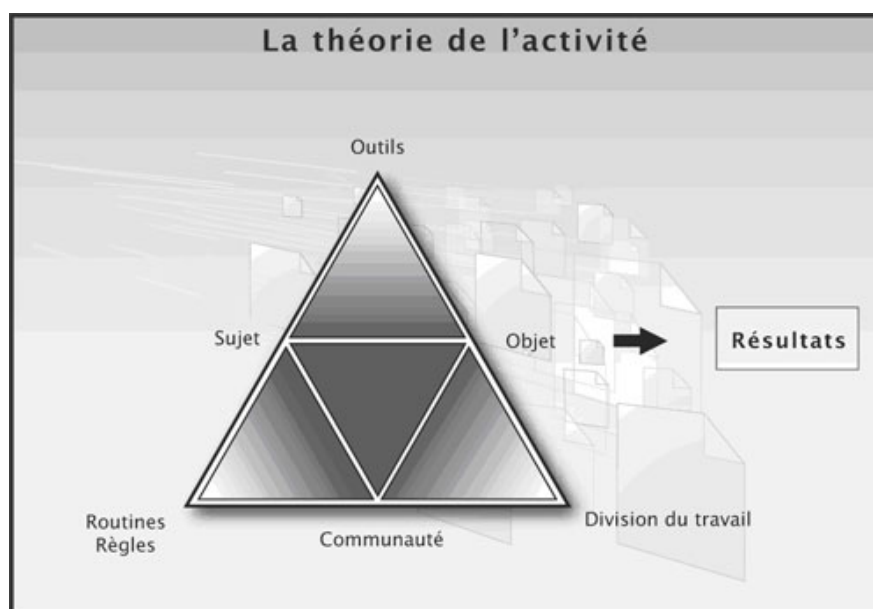 La théorie de l'activité
Outils
Sujet
Objet
Résultats
Routines
Règles
Communauté
Division du travail